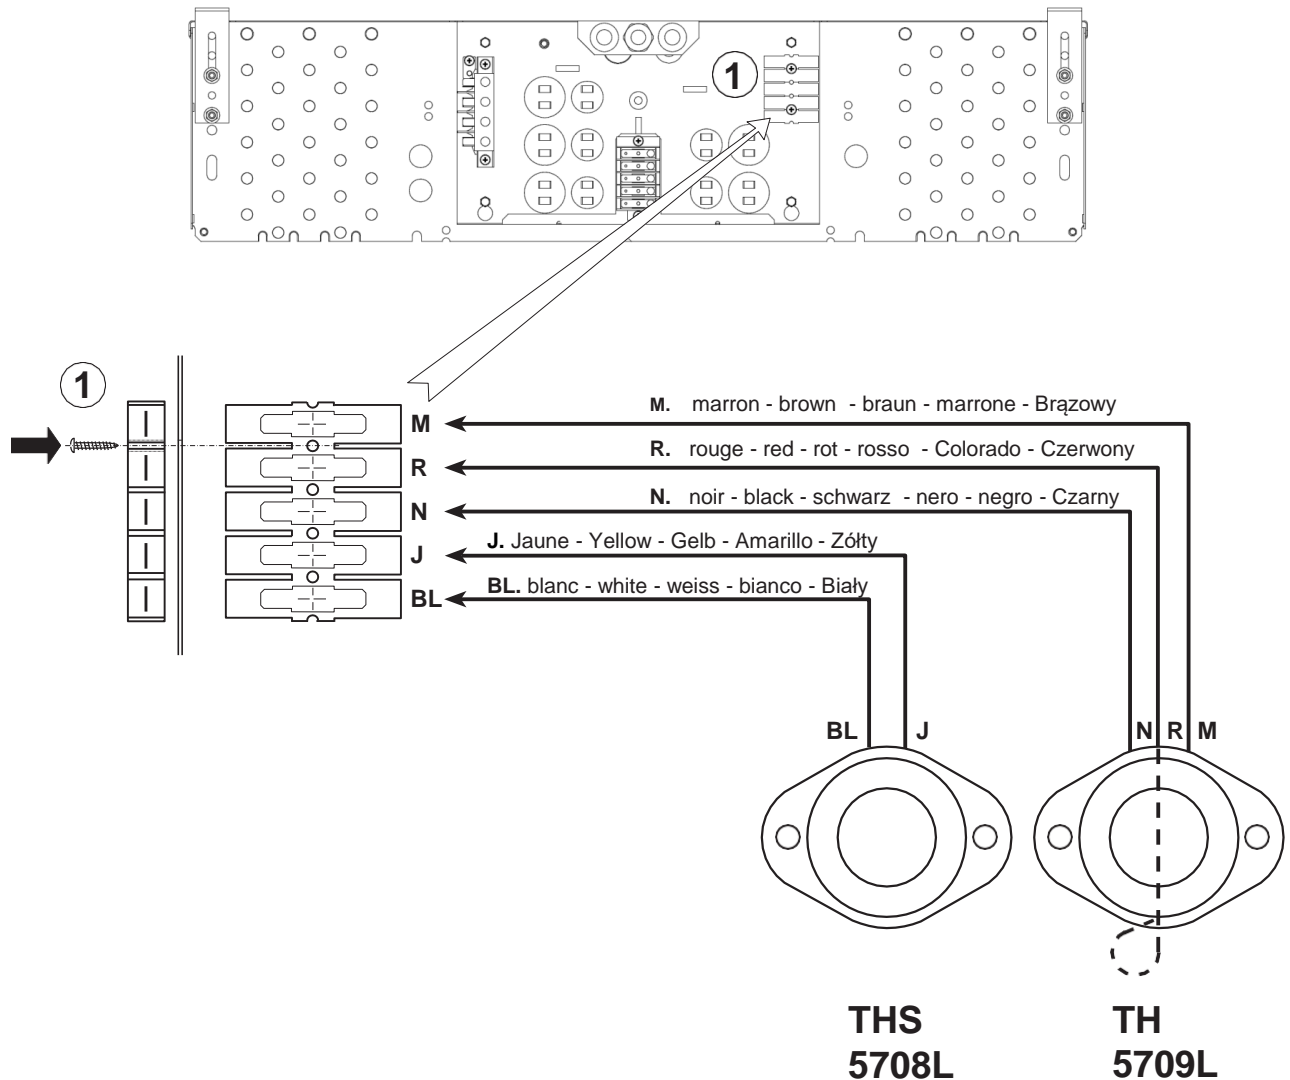 1
1
M
M. marron - brown - braun - marrone - Brązowy
R
R. rouge - red - rot - rosso - Colorado - Czerwony
N
N. noir - black - schwarz - nero - negro - Czarny
J
J. Jaune - Yellow - Gelb - Amarillo - Zółty
BL
BL. blanc - white - weiss - bianco - Biały
BL J
N R M
THS
5708L
TH
5709L